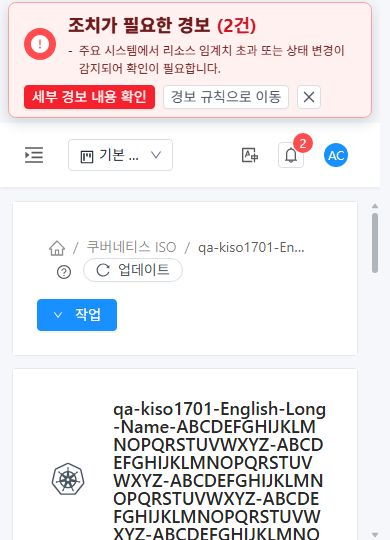 조치가 필요한 경보 (2건)
- 주요 시스템에서 리소스 임계치 초과 또는 상태 변경이
감지되어 확인이 필요합니다.
세부 경보 내용 확인 경보 규칙으로 이동
기본 ... 2 AC
/ 쿠버네티스 ISO / qa-kiso1701-En...
업데이트
작업
qa-kiso1701-English-Long
-Name-ABCDEFGHIJKLM
NOPQRSTUVWXYZ-ABCD
EFGHIJKLMNOPQRSTUV
WXYZ-ABCDEFGHIJKLMN
OPQRSTUVWXYZ-ABCDE
FGHIJKLMNOPQRSTUVW
XYZ-ABCDEFGHIJKLMNO